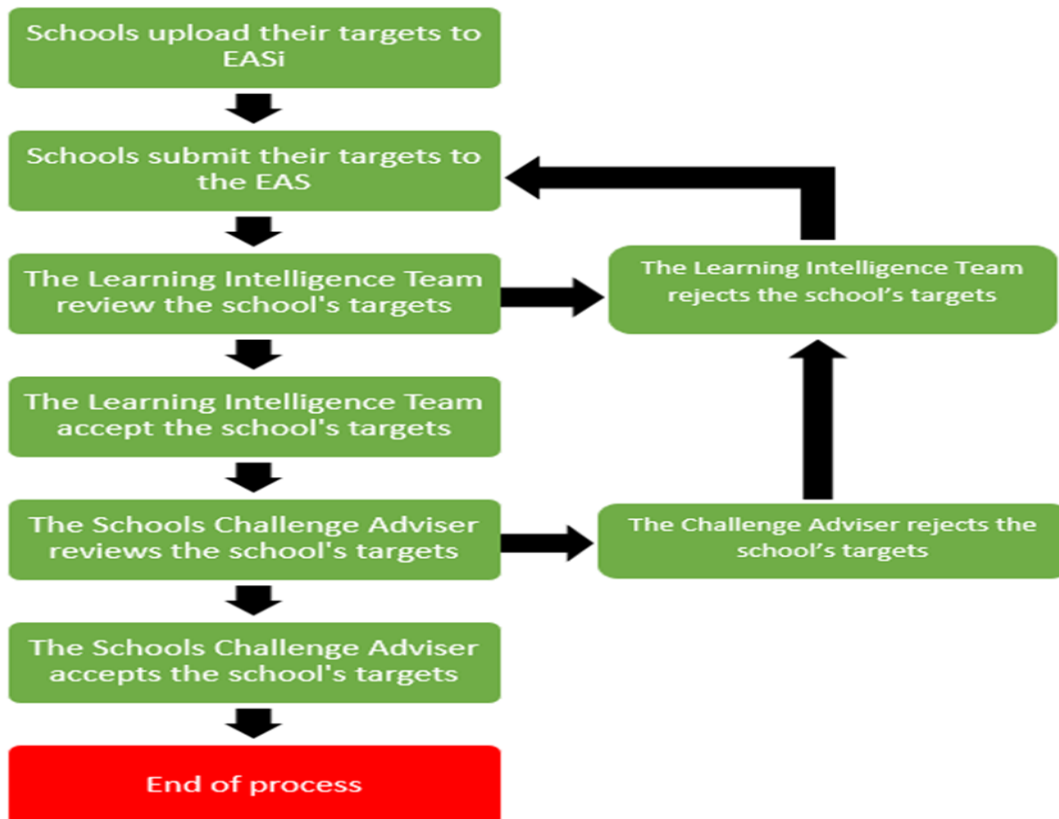 Schools upload their targets to
EASi
Schools submit their targets to
the EAS
The Learning Intelligence Team
review the school's targets
The Learning Intelligence Team
rejects the school’s targets
The Learning Intelligence Team
accept the school's targets
The Schools Challenge Adviser
reviews the school's targets
The Challenge Adviser rejects the
school’s targets
The Schools Challenge Adviser
accepts the school's targets
End of process